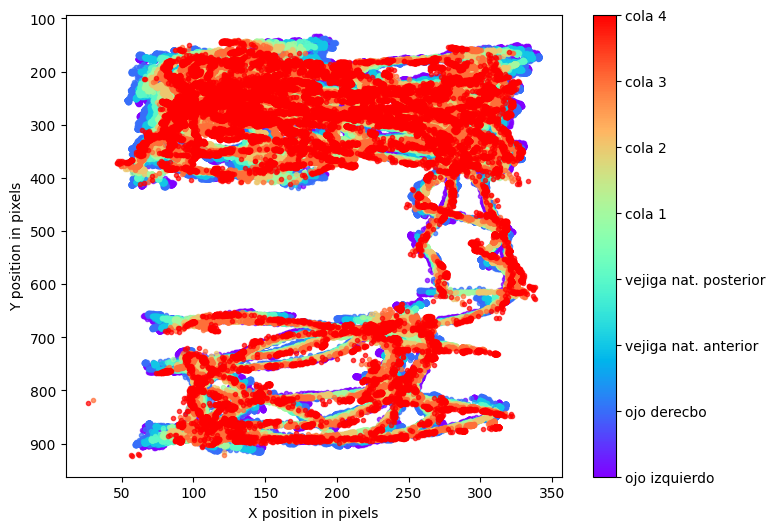 100
200
300
400
500
600
700
800
900
Y position in pixels
50
100
150
200
250
300
350
X position in pixels
cola 4
cola 3
cola 2
cola 1
vejiga nat. posterior
vejiga nat. anterior
ojo derecbo
ojo izquierdo